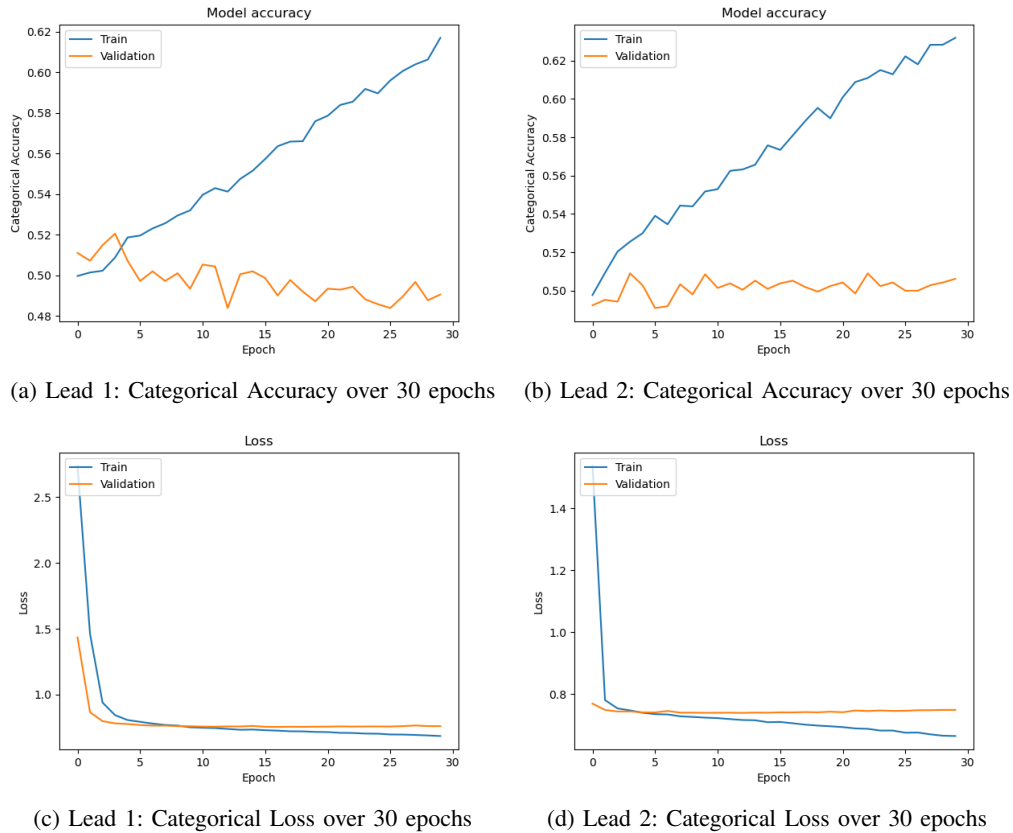 Model accuracy
Train
Validation
0.62
0.60
0.58
0.56
0.54
0.52
0.50
0.48
Categorical Accuracy
0 5 10 15 20 25 30
Epoch
(a) Lead 1: Categorical Accuracy over 30 epochs
Model accuracy
Train
Validation
0.62
0.60
0.58
0.56
0.54
0.52
0.50
Categorical Accuracy
0 5 10 15 20 25 30
Epoch
(b) Lead 2: Categorical Accuracy over 30 epochs
Loss
Train
Validation
2.5
2.0
1.5
1.0
Loss
0 5 10 15 20 25 30
Epoch
(c) Lead 1: Categorical Loss over 30 epochs
Loss
Train
Validation
1.4
1.2
1.0
0.8
Loss
0 5 10 15 20 25 30
Epoch
(d) Lead 2: Categorical Loss over 30 epochs